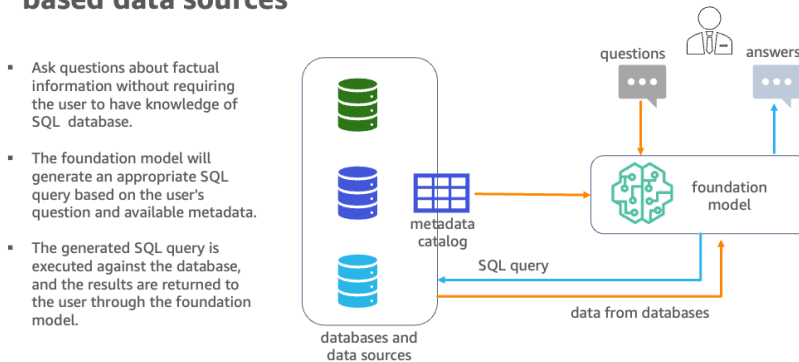 based data sources
▪ Ask questions about factual
information without requiring
the user to have knowledge of
SQL database.
▪ The foundation model will
generate an appropriate SQL
query based on the user's
question and available metadata.
▪ The generated SQL query is
executed against the database,
and the results are returned to
the user through the foundation
model.
questions
answers
foundation
model
metadata
catalog
SQL query
data from databases
databases and
data sources